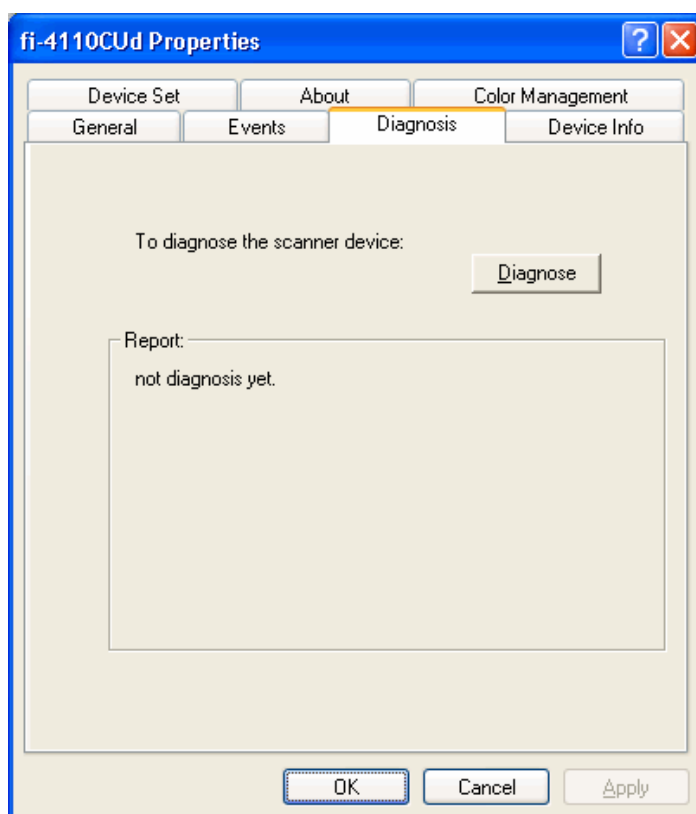 fi-4110CUd Properties
Device Set About Color Management
General Events Diagnosis Device Info
To diagnose the scanner device:
Diagnose
Report:
not diagnosis yet.
OK Cancel Apply